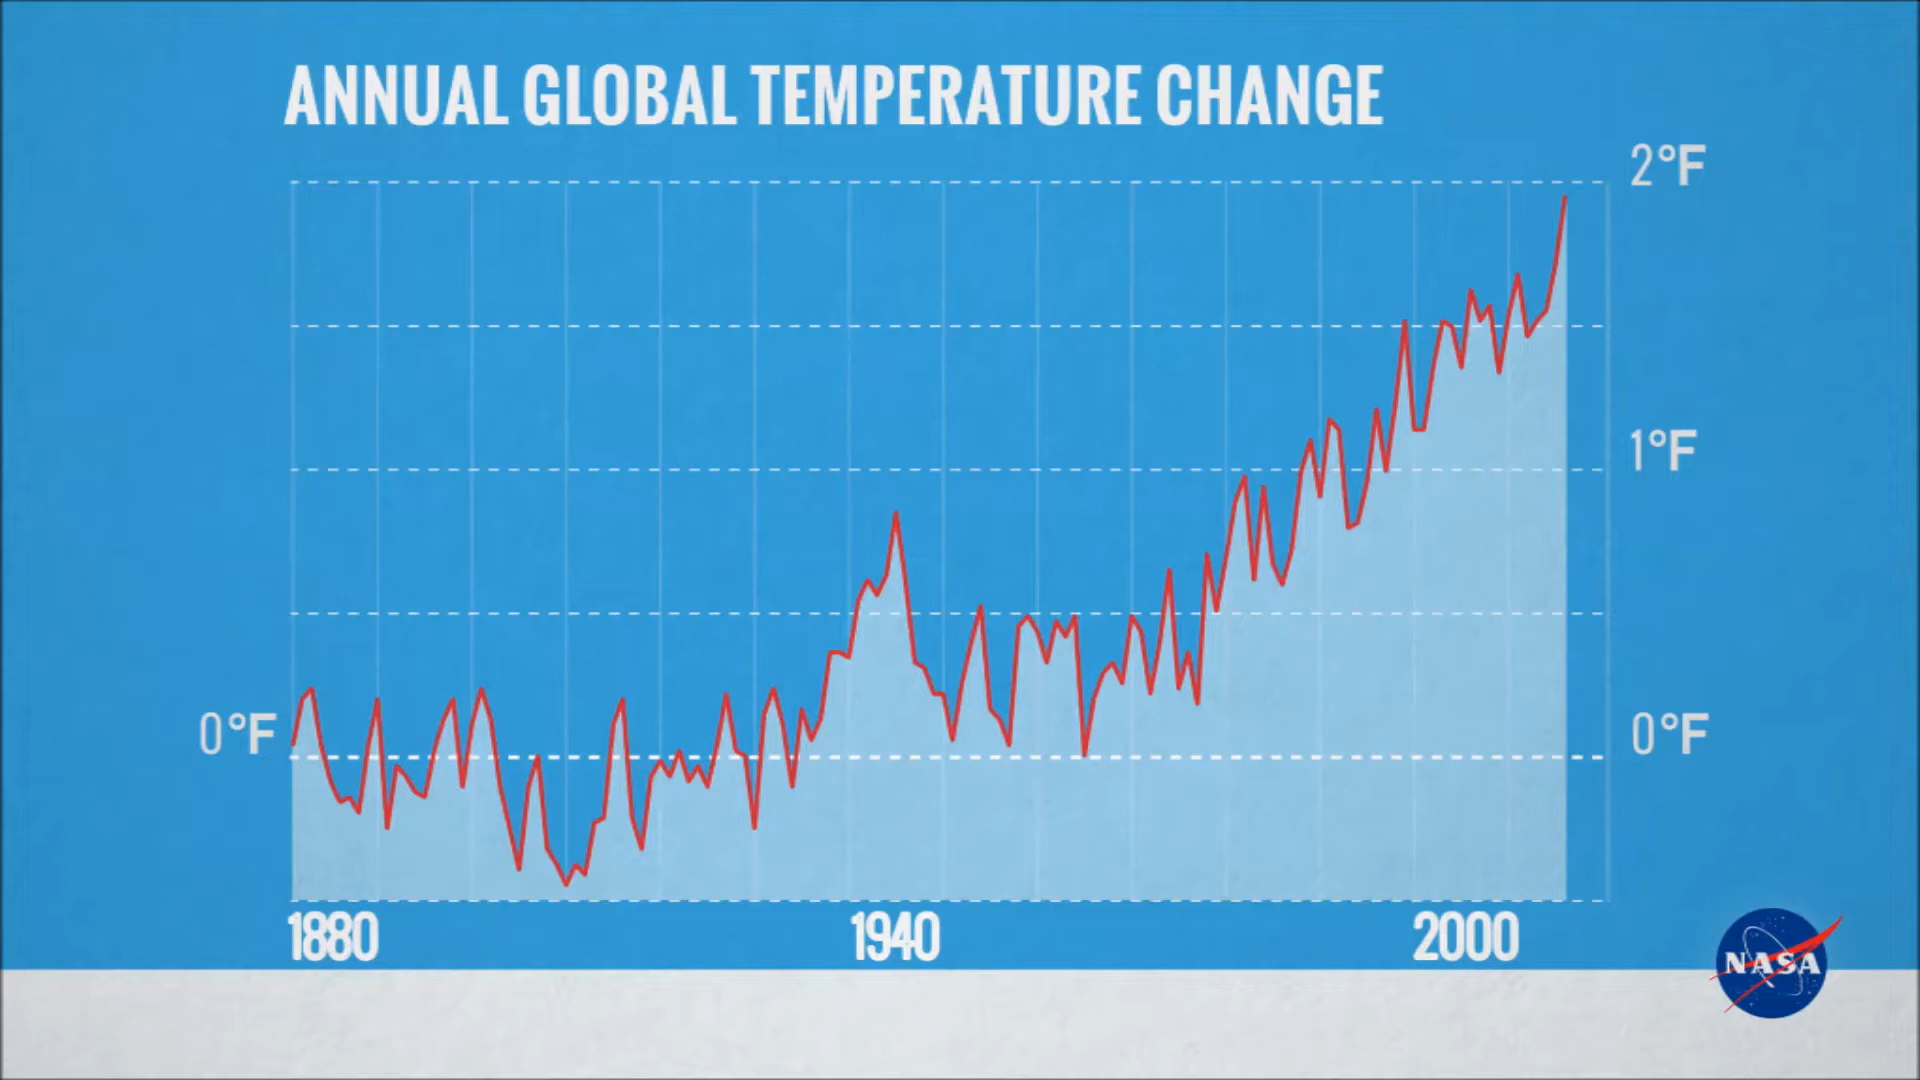 ANNUAL GLOBAL TEMPERATURE CHANGE
2°F
1°F
0°F
0°F
1880
1940
2000
NASA